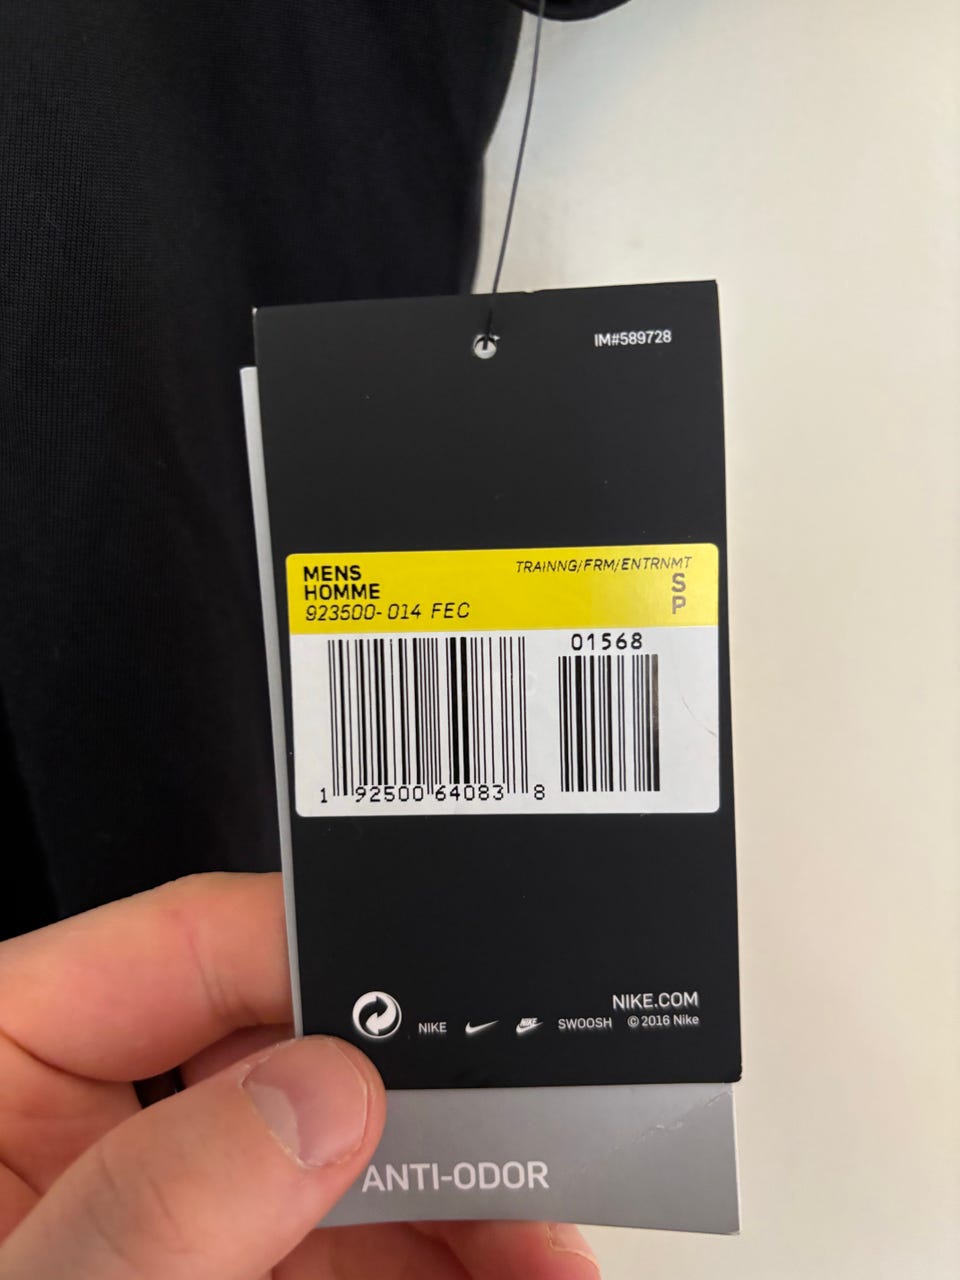 IM#589728
MENS TRAINNG/FRM/ENTRNMT
HOMME S
923500-014 FEC P
01568
1 92500 64083 8
NIKE.COM
NIKE NIKE SWOOSH © 2016 Nike
ANTI-ODOR